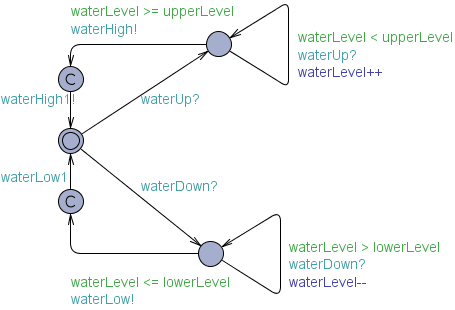 waterLevel >= upperLevel
waterHigh!
waterLevel < upperLevel
waterUp?
waterLevel++
C
waterHigh1!
waterUp?
waterLow1
waterDown?
C
waterLevel > lowerLevel
waterDown?
waterLevel--
waterLevel <= lowerLevel
waterLow!